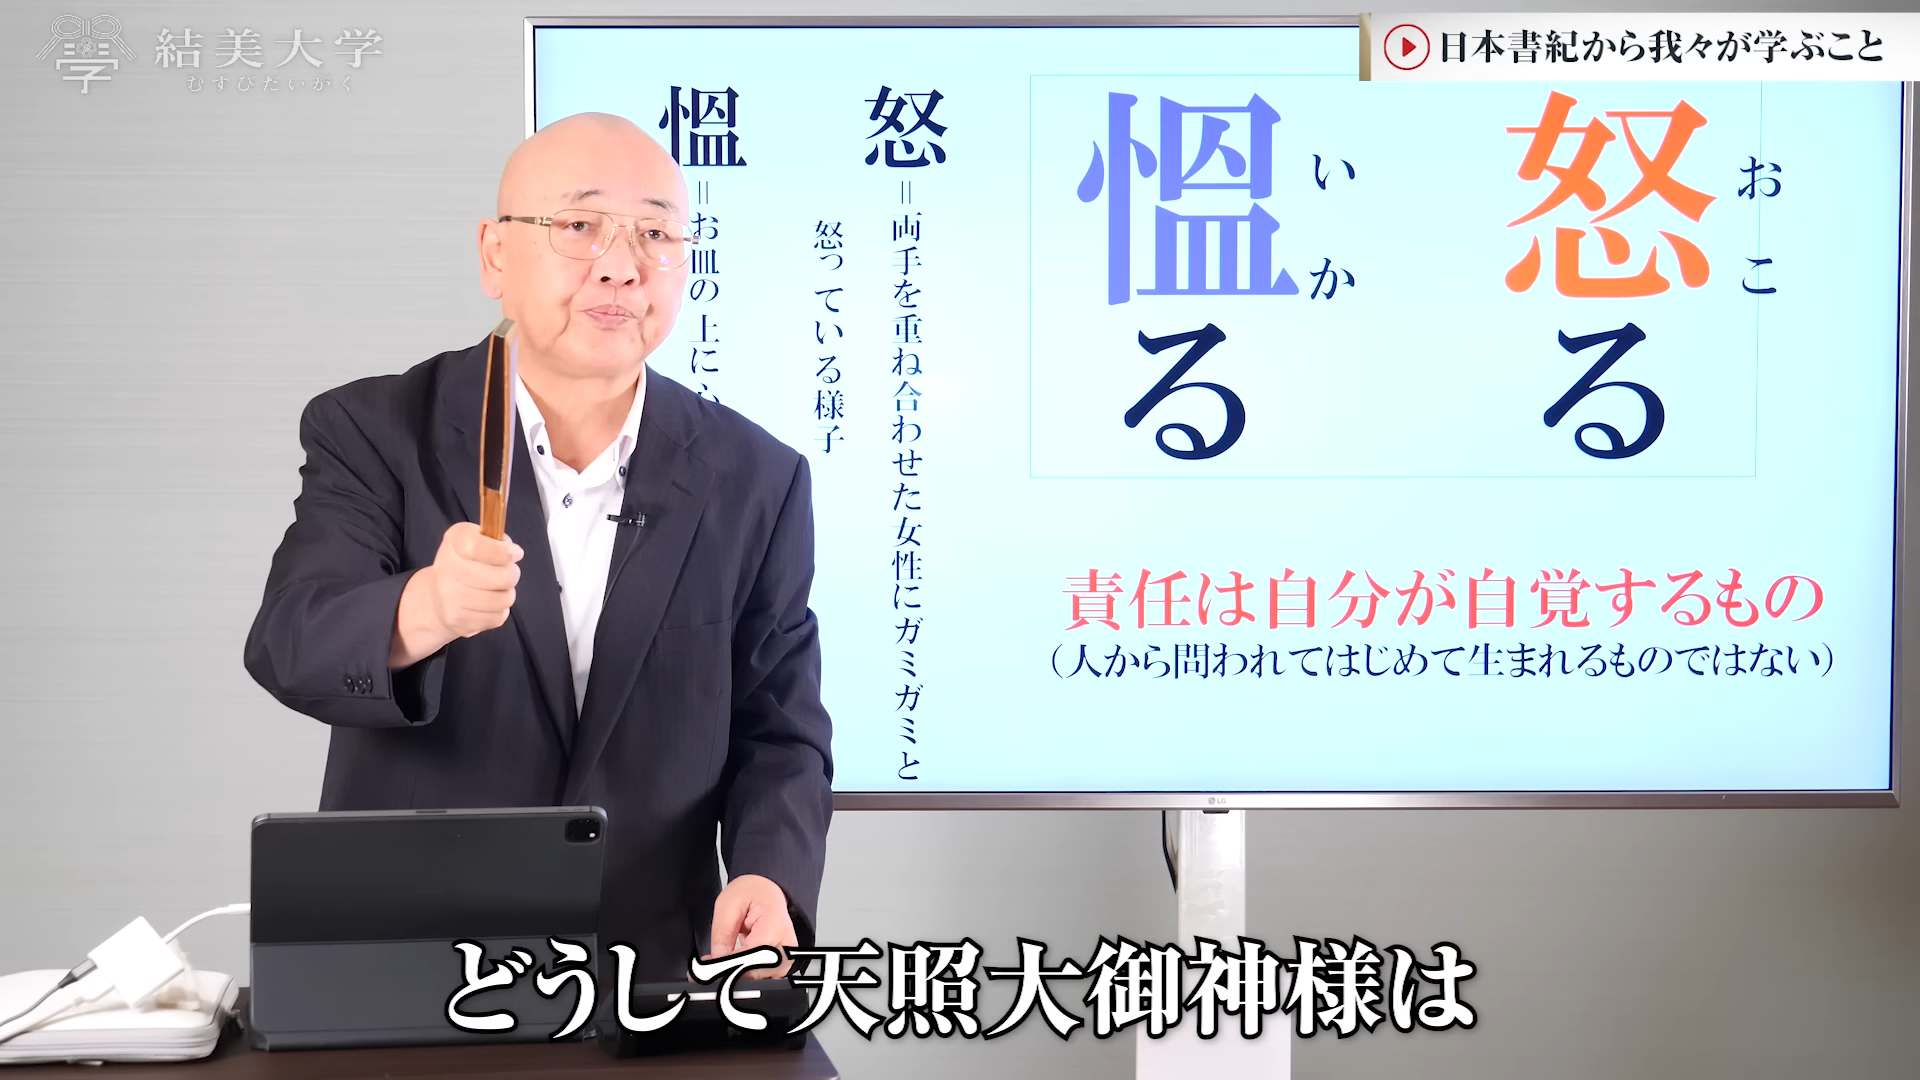 結美大学
むすびだいがく
日本書紀から我々が学ぶこと
怒る
おこ
慍る
いか
怒=両手を重ね合わせた女性にガミガミと
怒っている様子
慍=お皿の上に心
責任は自分が自覚するもの
（人から問われてはじめて生まれるものではない）
LG
どうして天照大御神様は